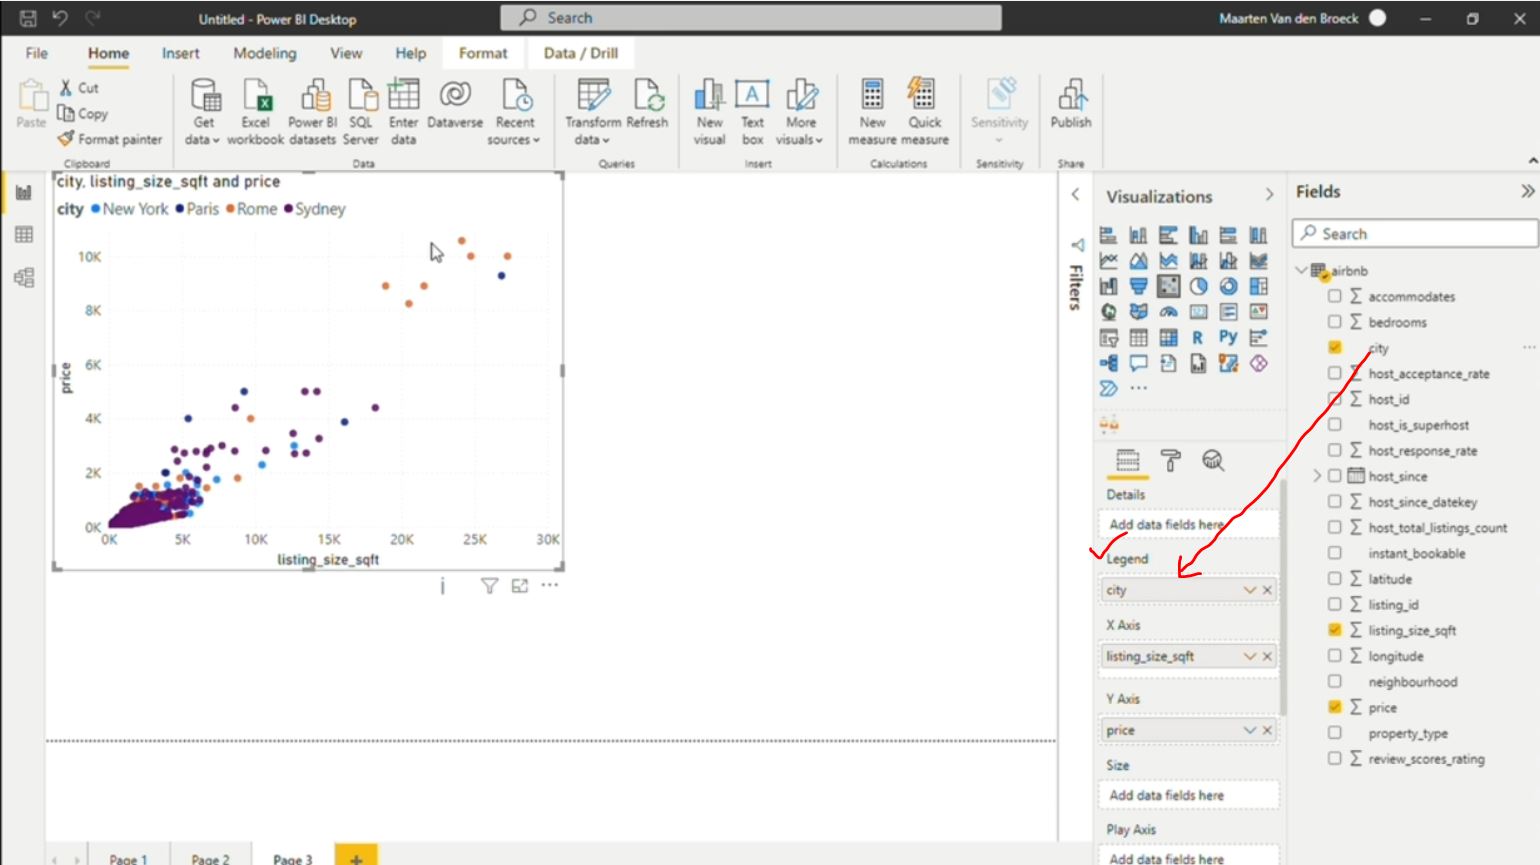 Untitled - Power BI Desktop
Search
Maarten Van den Broeck
File Home Insert Modeling View Help Format Data / Drill
Paste
Cut
Copy
Format painter
Clipboard
Get data
Excel workbook
Power BI datasets
SQL Server
Enter data
Dataverse
Recent sources
Data
Transform data
Refresh
Queries
New visual
Text box
More visuals
Insert
New measure
Quick measure
Calculations
Sensitivity
Sensitivity
Publish
Share
city, listing_size_sqft and price
city New York Paris Rome Sydney
price
10K
8K
6K
4K
2K
0K
0K 5K 10K 15K 20K 25K 30K
listing_size_sqft
Filters
Visualizations
R Py
Details
Add data fields here
Legend
city
X Axis
listing_size_sqft
Y Axis
price
Size
Add data fields here
Play Axis
Add data fields here
Fields
Search
airbnb
accommodates
bedrooms
city
host_acceptance_rate
host_id
host_is_superhost
host_response_rate
host_since
host_since_datekey
host_total_listings_count
instant_bookable
latitude
listing_id
listing_size_sqft
longitude
neighbourhood
price
property_type
review_scores_rating
Page 1 Page 2 Page 3 +